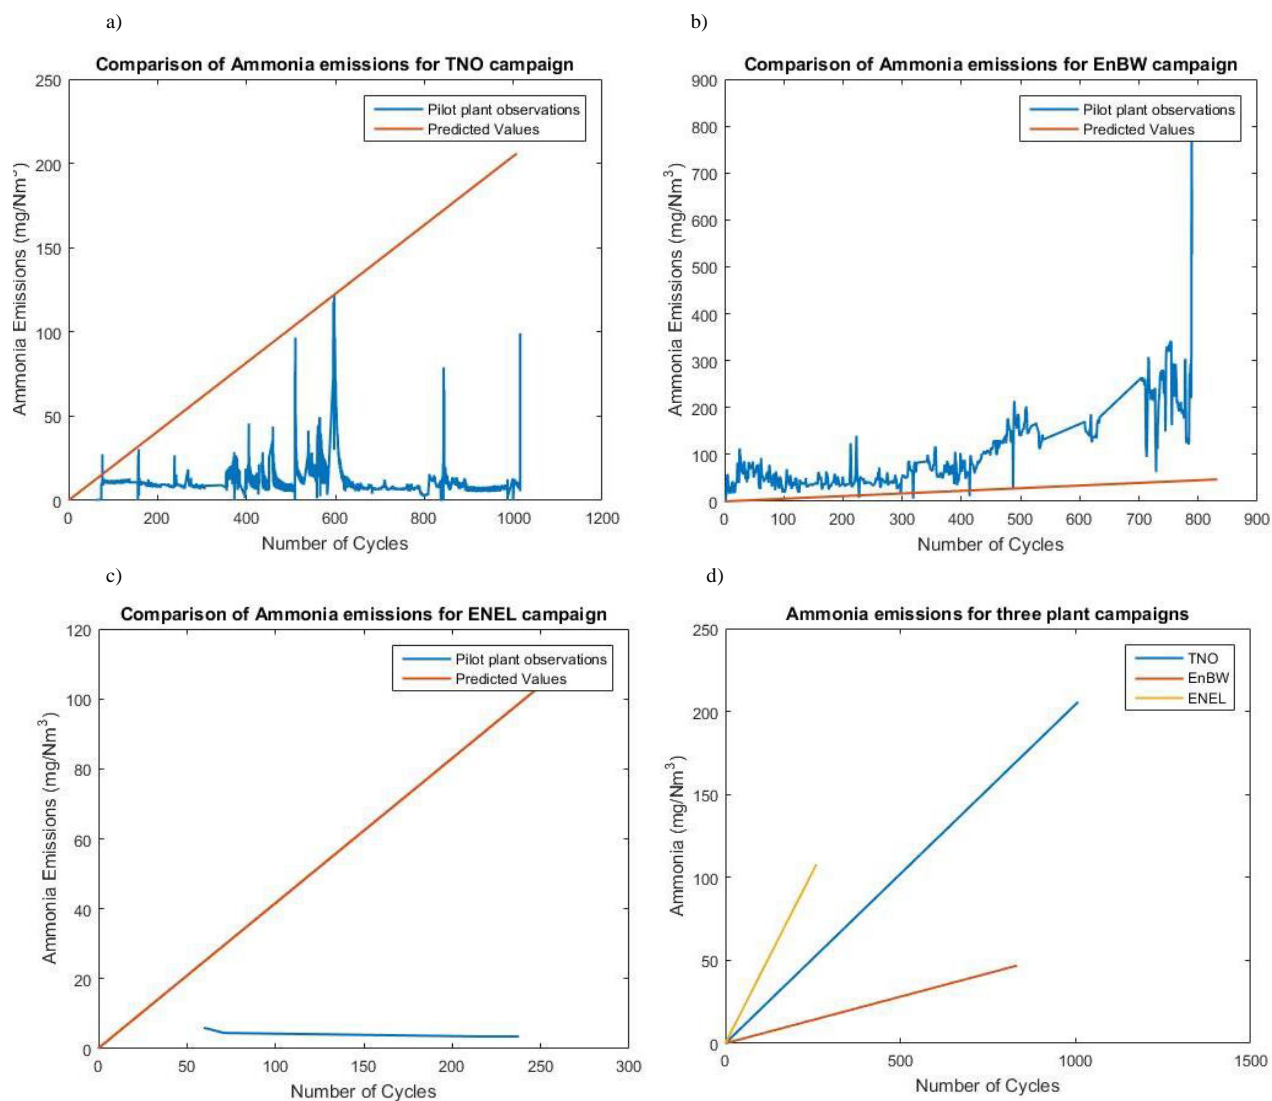 a)
b)
Comparison of Ammonia emissions for TNO campaign
250
200
150
100
50
0
0 200 400 600 800 1000 1200
Ammonia Emissions (mg/Nm³)
Number of Cycles
Pilot plant observations
Predicted Values
Comparison of Ammonia emissions for EnBW campaign
900
800
700
600
500
400
300
200
100
0
0 100 200 300 400 500 600 700 800 900
Ammonia Emissions (mg/Nm³)
Number of Cycles
Pilot plant observations
Predicted Values
c)
d)
Comparison of Ammonia emissions for ENEL campaign
120
100
80
60
40
20
0
0 50 100 150 200 250 300
Ammonia Emissions (mg/Nm³)
Number of Cycles
Pilot plant observations
Predicted Values
Ammonia emissions for three plant campaigns
250
200
150
100
50
0
0 500 1000 1500
Ammonia (mg/Nm³)
Number of Cycles
TNO
EnBW
ENEL